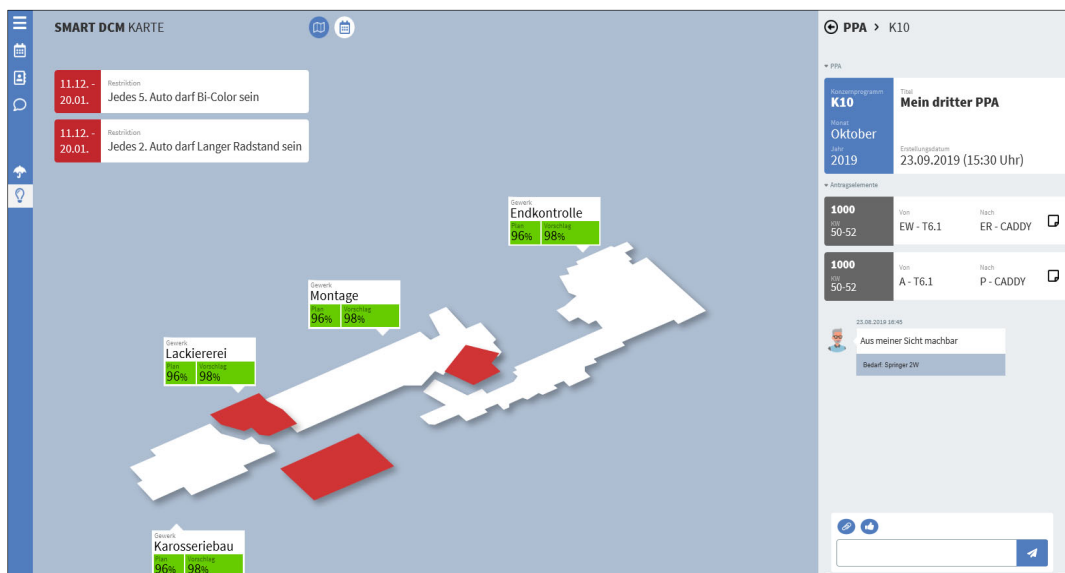 SMART DCM KARTE
11.12. -
20.01.
Restriktion
Jedes 5. Auto darf Bi-Color sein
11.12. -
20.01.
Restriktion
Jedes 2. Auto darf Langer Radstand sein
Gewerk
Endkontrolle
Plan Vorschlag
96% 98%
Gewerk
Montage
Plan Vorschlag
96% 98%
Gewerk
Lackiererei
Plan Vorschlag
96% 98%
Gewerk
Karosseriebau
Plan Vorschlag
96% 98%
PPA > K10
PPA
Konzernprogramm
K10
Monat
Oktober
Jahr
2019
Titel
Mein dritter PPA
Erstellungsdatum
23.09.2019 (15:30 Uhr)
Antragselemente
1000
KW
50-52
Von
EW - T6.1
Nach
ER - CADDY
1000
KW
50-52
Von
A - T6.1
Nach
P - CADDY
23.08.2019 16:45
Aus meiner Sicht machbar
Bedarf: Springer 2W